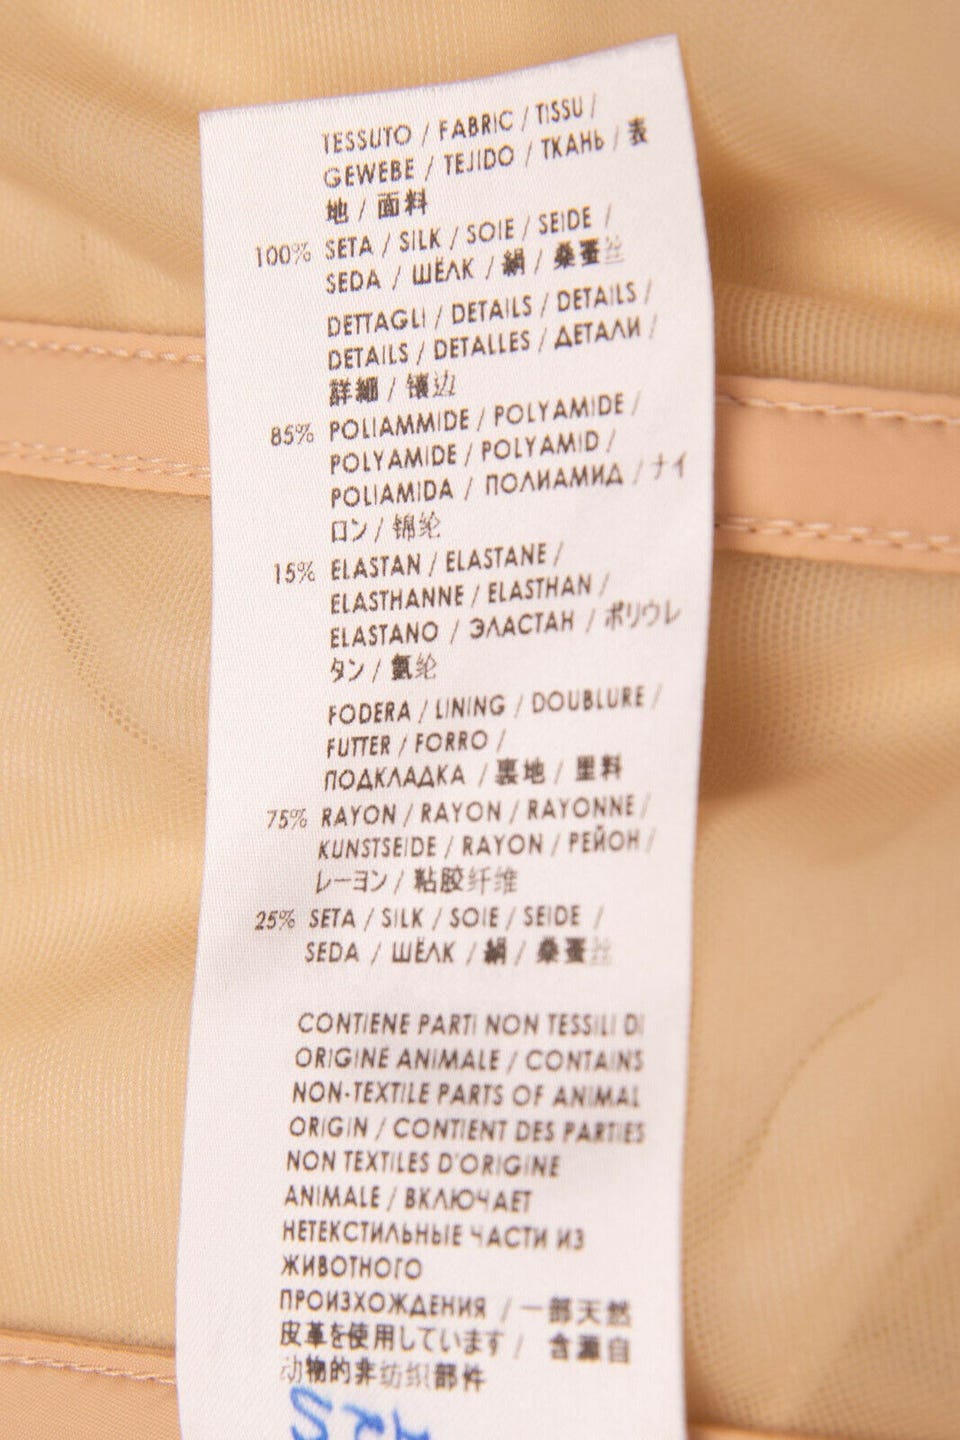 TESSUTO / FABRIC / TISSU /
GEWEBE / TEJIDO / ТКАНЬ / 表
地 / 面料
100% SETA / SILK / SOIE / SEIDE /
SEDA / ШЁЛК / 絹 / 桑蚕丝
DETTAGLI / DETAILS / DETAILS /
DETAILS / DETALLES / ДЕТАЛИ /
詳細 / 镶边
85% POLIAMMIDE / POLYAMIDE /
POLYAMIDE / POLYAMID /
POLIAMIDA / ПОЛИАМИД / ナイ
ロン / 锦纶
15% ELASTAN / ELASTANE /
ELASTHANNE / ELASTHAN /
ELASTANO / ЭЛАСТАН / ポリウレ
タン / 氨纶
FODERA / LINING / DOUBLURE /
FUTTER / FORRO /
ПОДКЛАДКА / 裏地 / 里料
75% RAYON / RAYON / RAYONNE /
KUNSTSEIDE / RAYON / РЕЙОН /
レーヨン / 粘胶纤维
25% SETA / SILK / SOIE / SEIDE /
SEDA / ШЁЛК / 絹 / 桑蚕丝
CONTIENE PARTI NON TESSILI DI
ORIGINE ANIMALE / CONTAINS
NON-TEXTILE PARTS OF ANIMAL
ORIGIN / CONTIENT DES PARTIES
NON TEXTILES D'ORIGINE
ANIMALE / ВКЛЮЧАЕТ
НЕТЕКСТИЛЬНЫЕ ЧАСТИ ИЗ
ЖИВОТНОГО
ПРОИЗХОЖДЕНИЯ / 一部天然
皮革を使用しています / 含源自
动物的非纺织部件